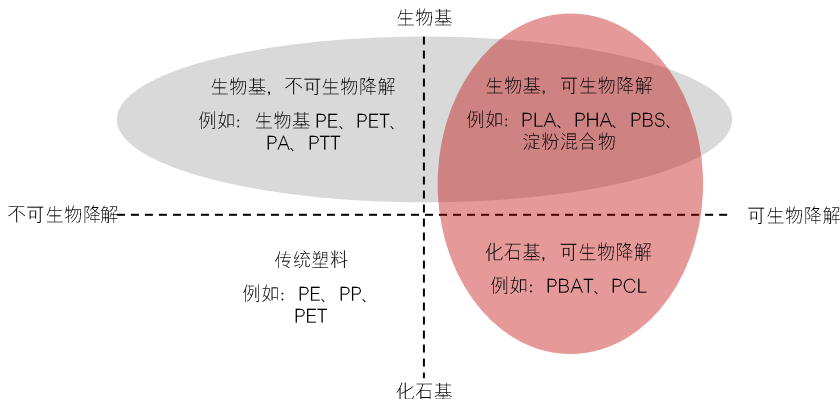 生物基
生物基，不可生物降解
例如：生物基 PE、PET、
PA、PTT
生物基，可生物降解
例如：PLA、PHA、PBS、
淀粉混合物
不可生物降解
可生物降解
传统塑料
例如：PE、PP、
PET
化石基，可生物降解
例如：PBAT、PCL
化石基